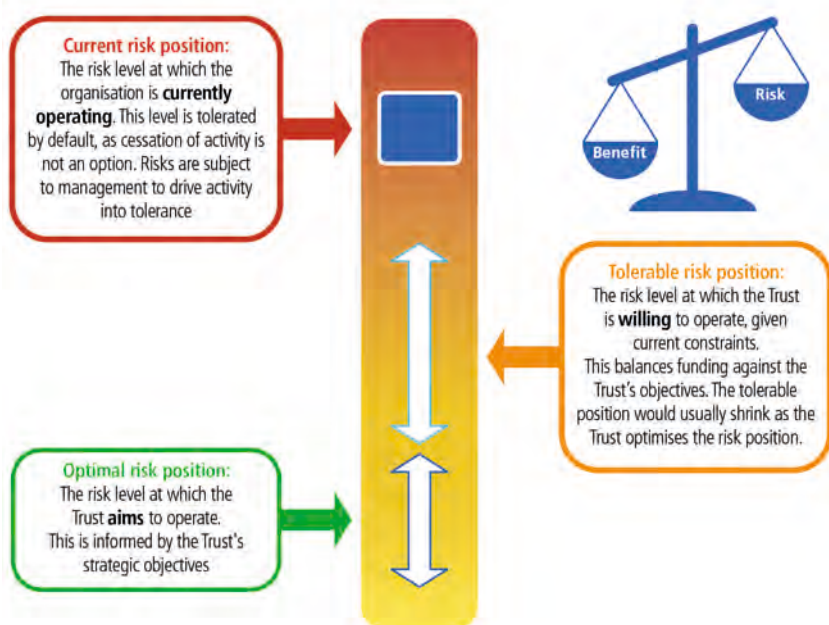 Current risk position:
The risk level at which the
organisation is currently
operating. This level is tolerated
by default, as cessation of activity is
not an option. Risks are subject
to management to drive activity
into tolerance
Risk
Benefit
Tolerable risk position:
The risk level at which the Trust
is willing to operate, given
current constraints.
This balances funding against the
Trust's objectives. The tolerable
position would usually shrink as the
Trust optimises the risk position.
Optimal risk position:
The risk level at which the
Trust aims to operate.
This is informed by the Trust's
strategic objectives